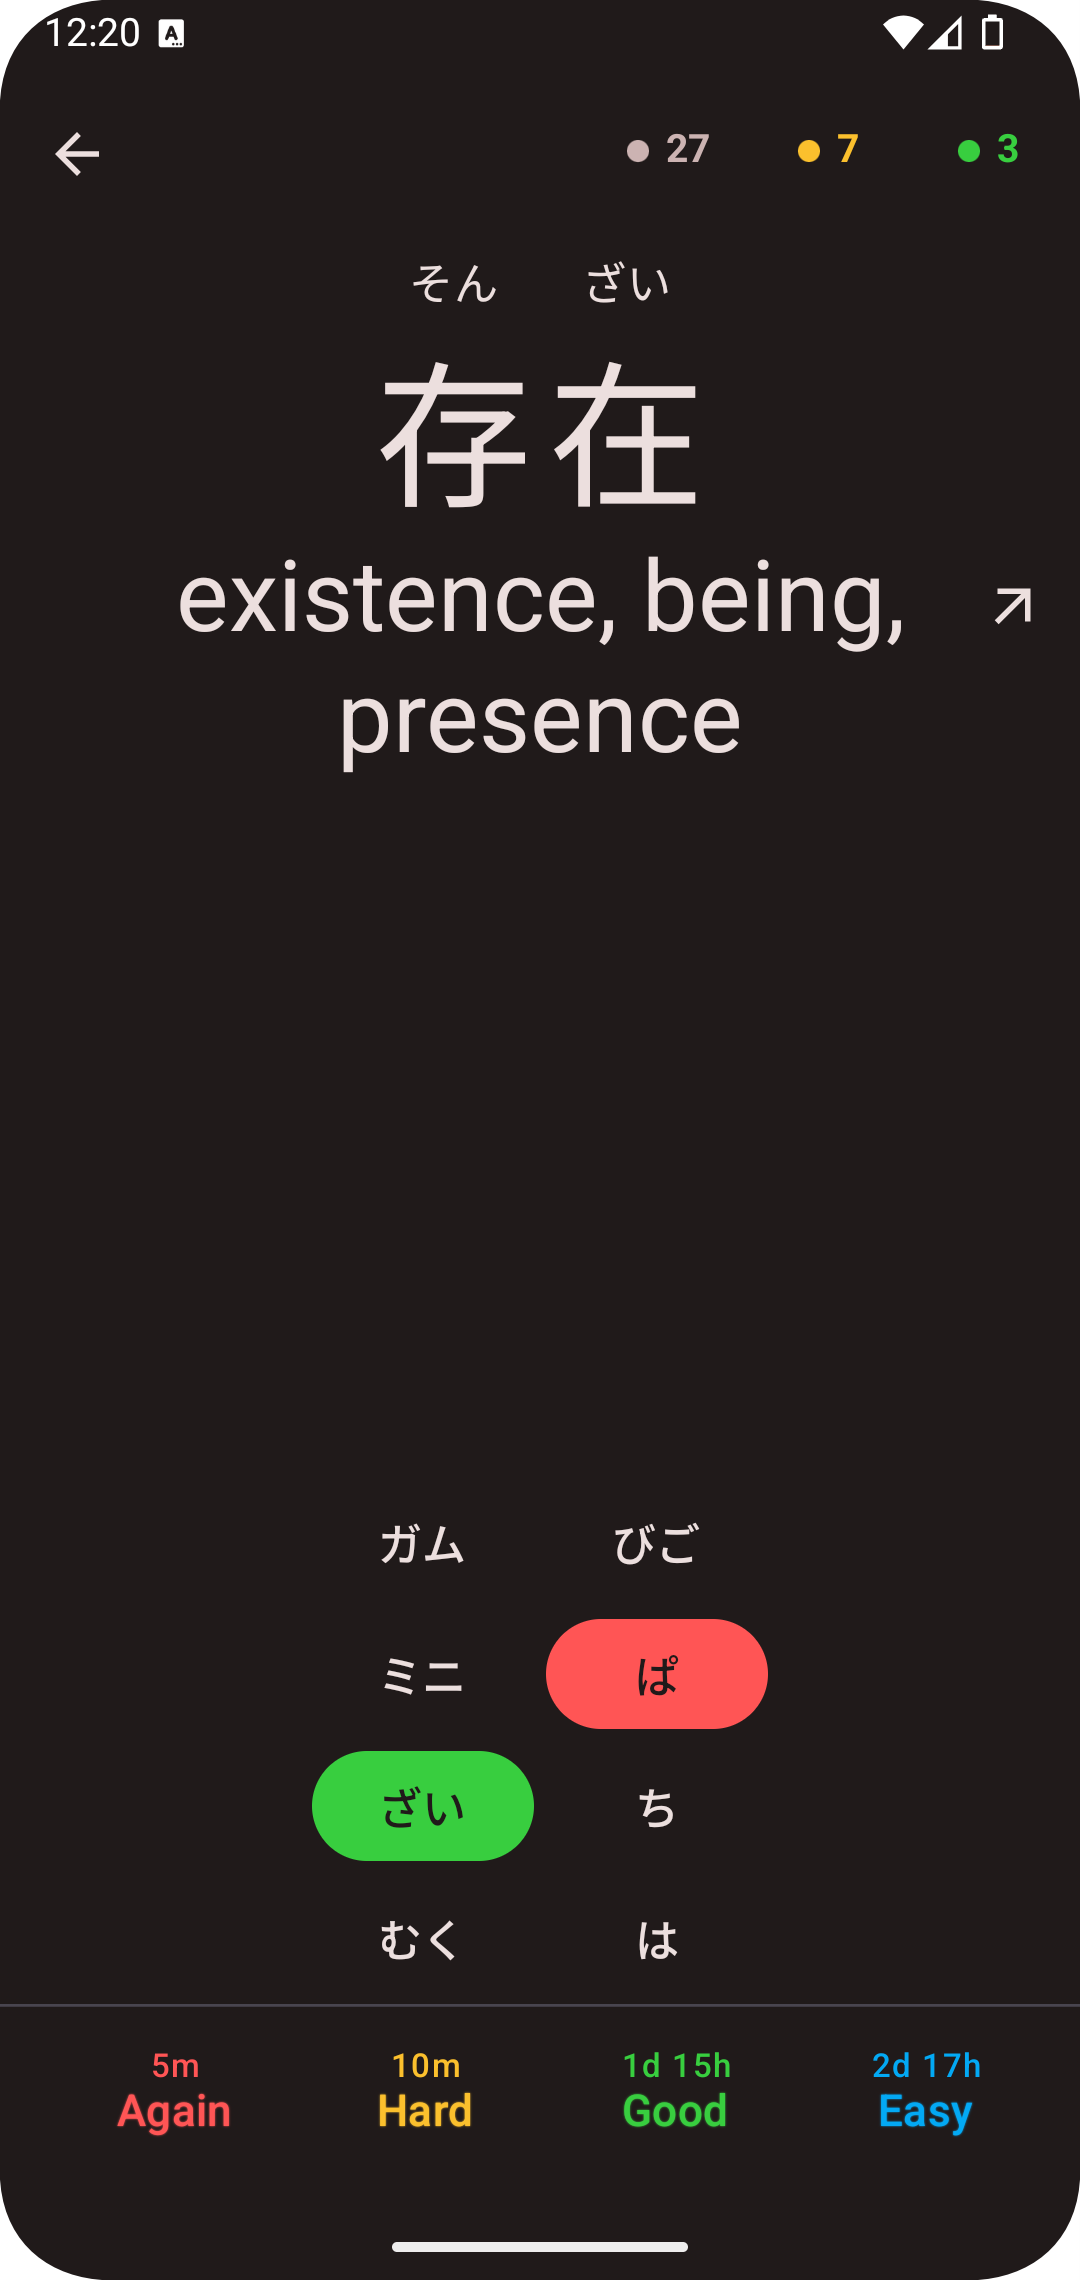 12:20 A
27 7 3
そん ざい
存在
existence, being,
presence
ガム びご
ミニ ぱ
ざい ち
むく は
5m 10m 1d 15h 2d 17h
Again Hard Good Easy